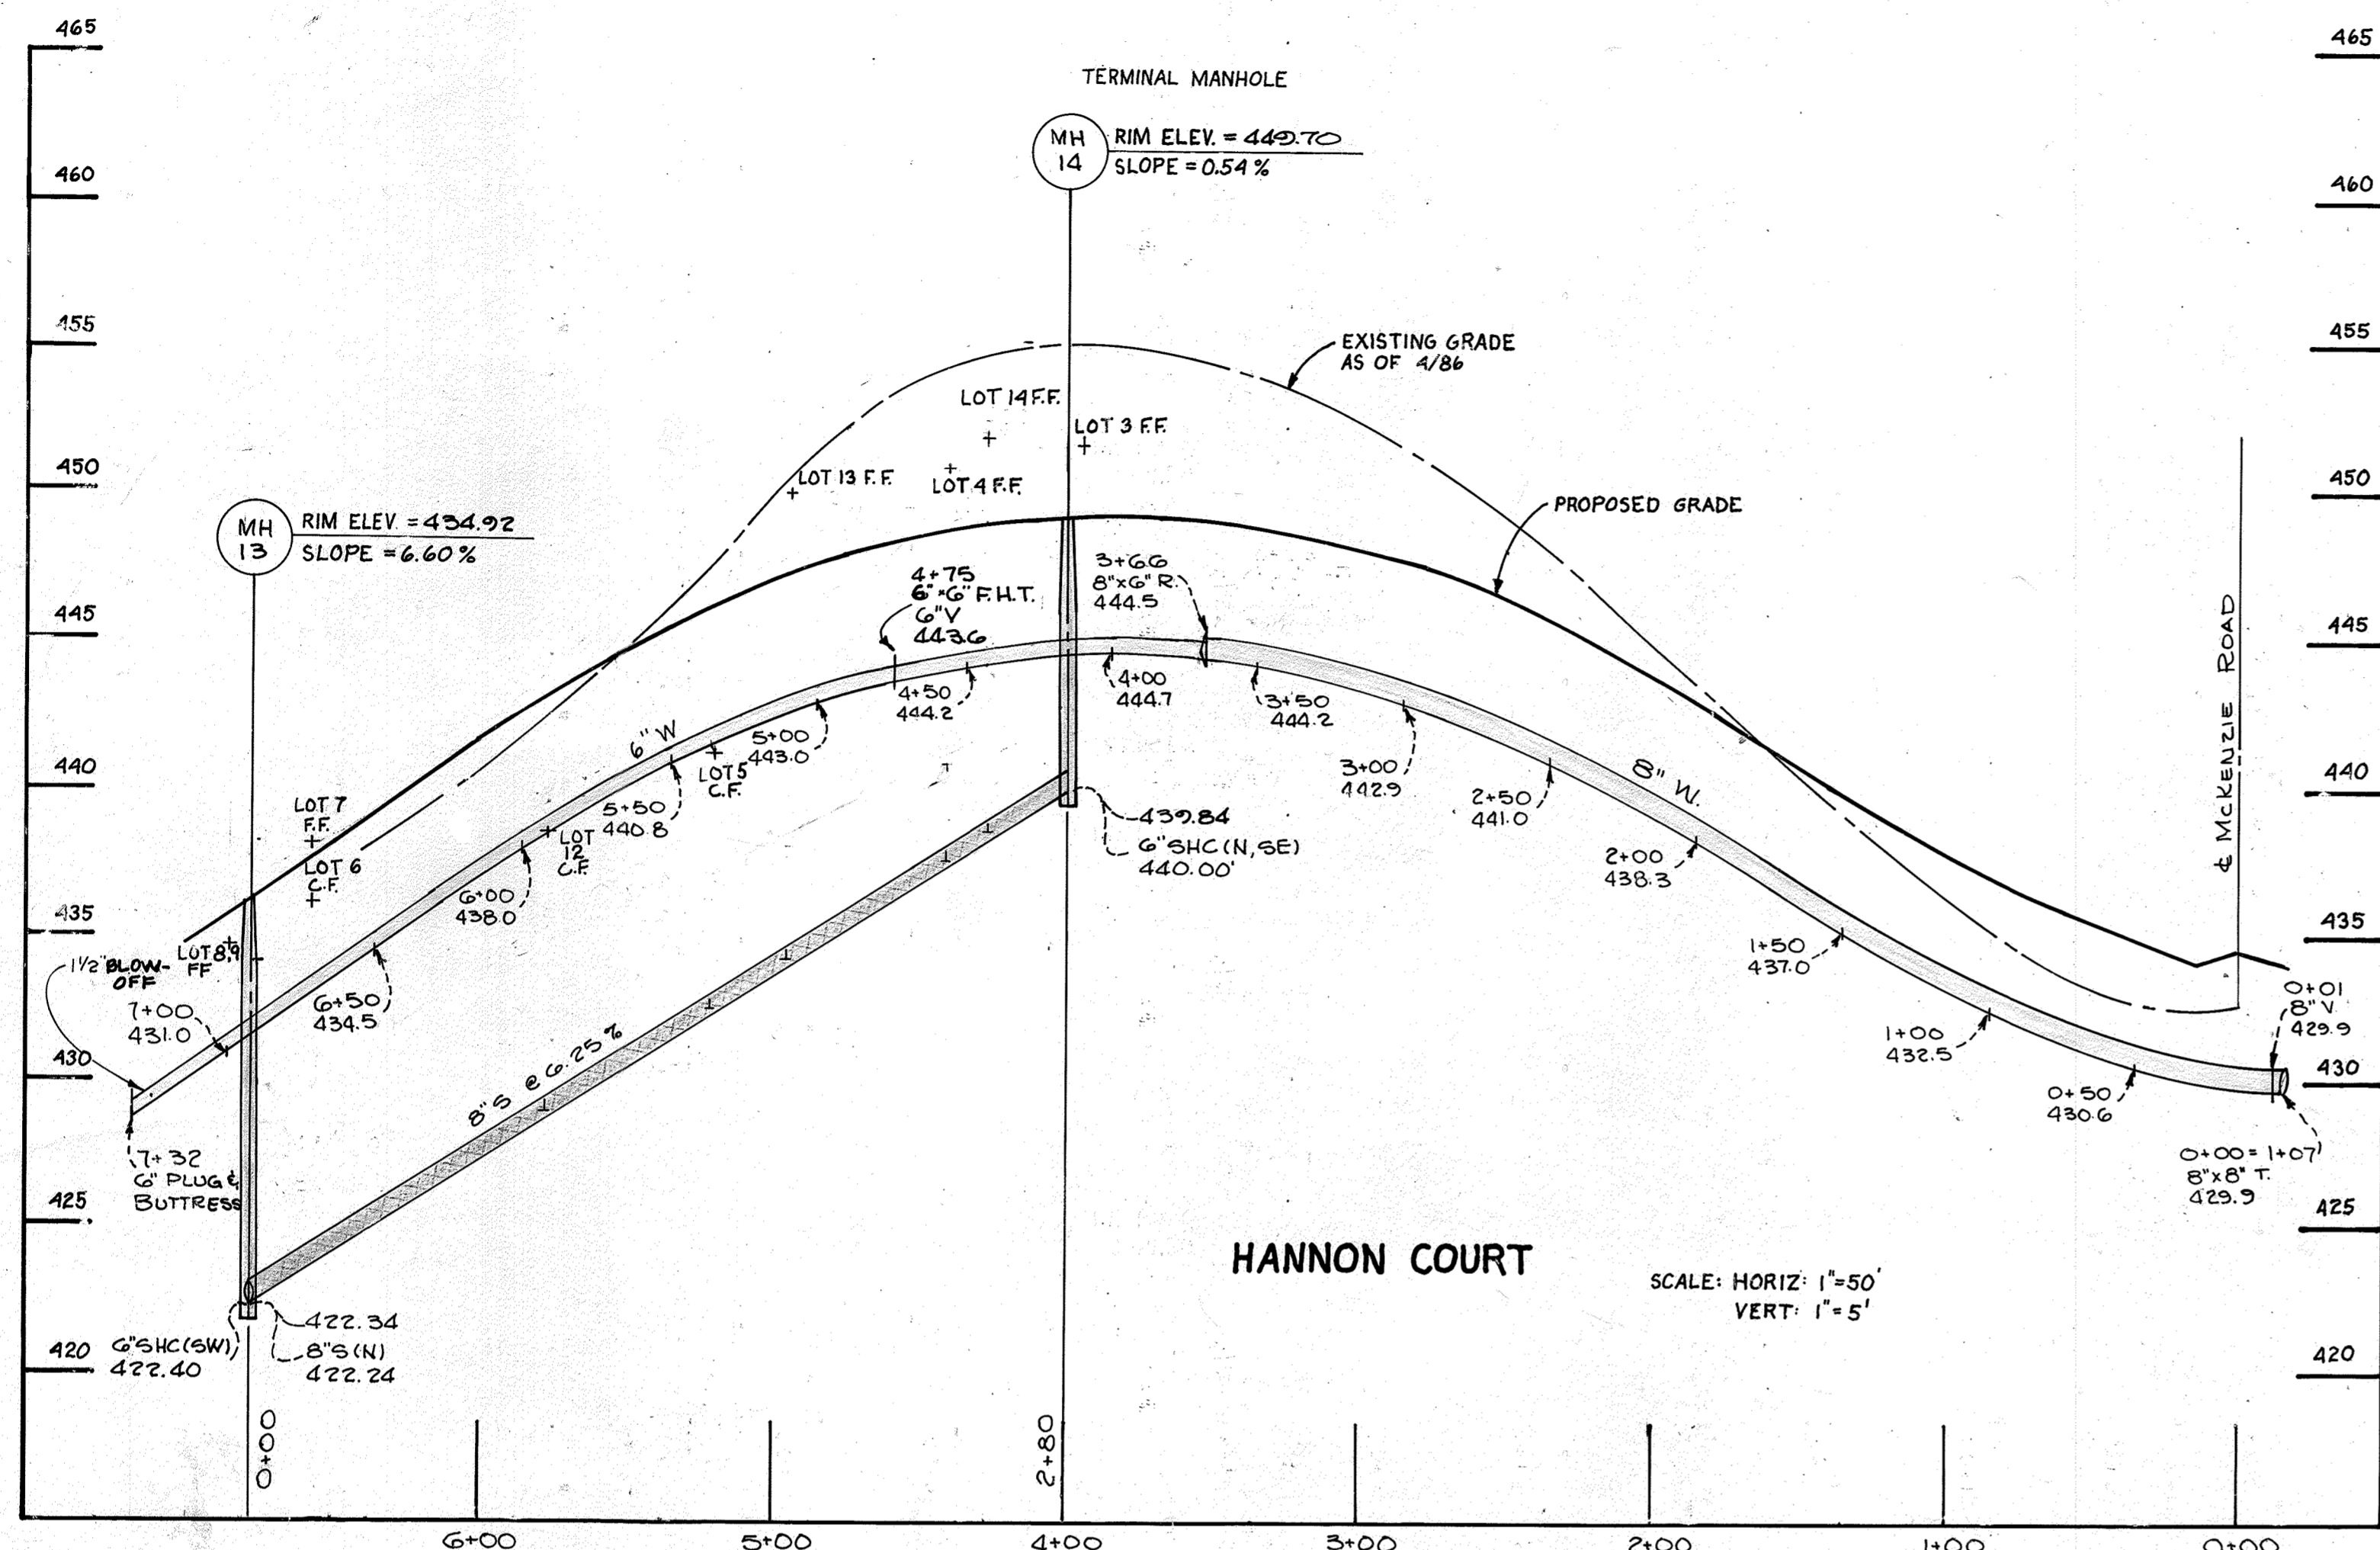 465
465
TERMINAL MANHOLE
MH
14
RIM ELEV. = 449.70
SLOPE = 0.54 %
460
460
455
455
EXISTING GRADE
AS OF 4/86
LOT 14 F.F.
LOT 3 F.F.
450
450
LOT 13 F.F.
LOT 4 F.F.
PROPOSED GRADE
MH
13
RIM ELEV. = 434.92
SLOPE = 6.60 %
4+75
6"x6" F.H.T.
6"V
443.6
3+66
8"x6" R.
444.5
445
445
4+50
444.2
4+00
444.7
3+50
444.2
6" W
5+00
443.0
LOT 5
C.F.
3+00
442.9
8" W.
440
440
2+50
441.0
LOT 7
F.F.
5+50
440.8
LOT
12
C.F.
439.84
6"SHC (N, SE)
440.00'
2+00
438.3
LOT 6
C.F.
6+00
438.0
℄ McKENZIE ROAD
435
435
LOT 8,9
FF
1½" BLOW-
OFF
1+50
437.0
7+00
431.0
6+50
434.5
0+01
8" V.
429.9
1+00
432.5
430
430
8"S @ 6.25%
0+50
430.6
7+32
6" PLUG &
BUTTRESS
0+00 = 1+07
8"x8" T.
429.9
425
425
HANNON COURT
SCALE: HORIZ: 1"=50'
VERT: 1"=5'
422.34
8"S (N)
422.24
6"SHC (SW)
422.40
420
420
0+00
2+80
6+00
5+00
4+00
3+00
2+00
1+00
0+00